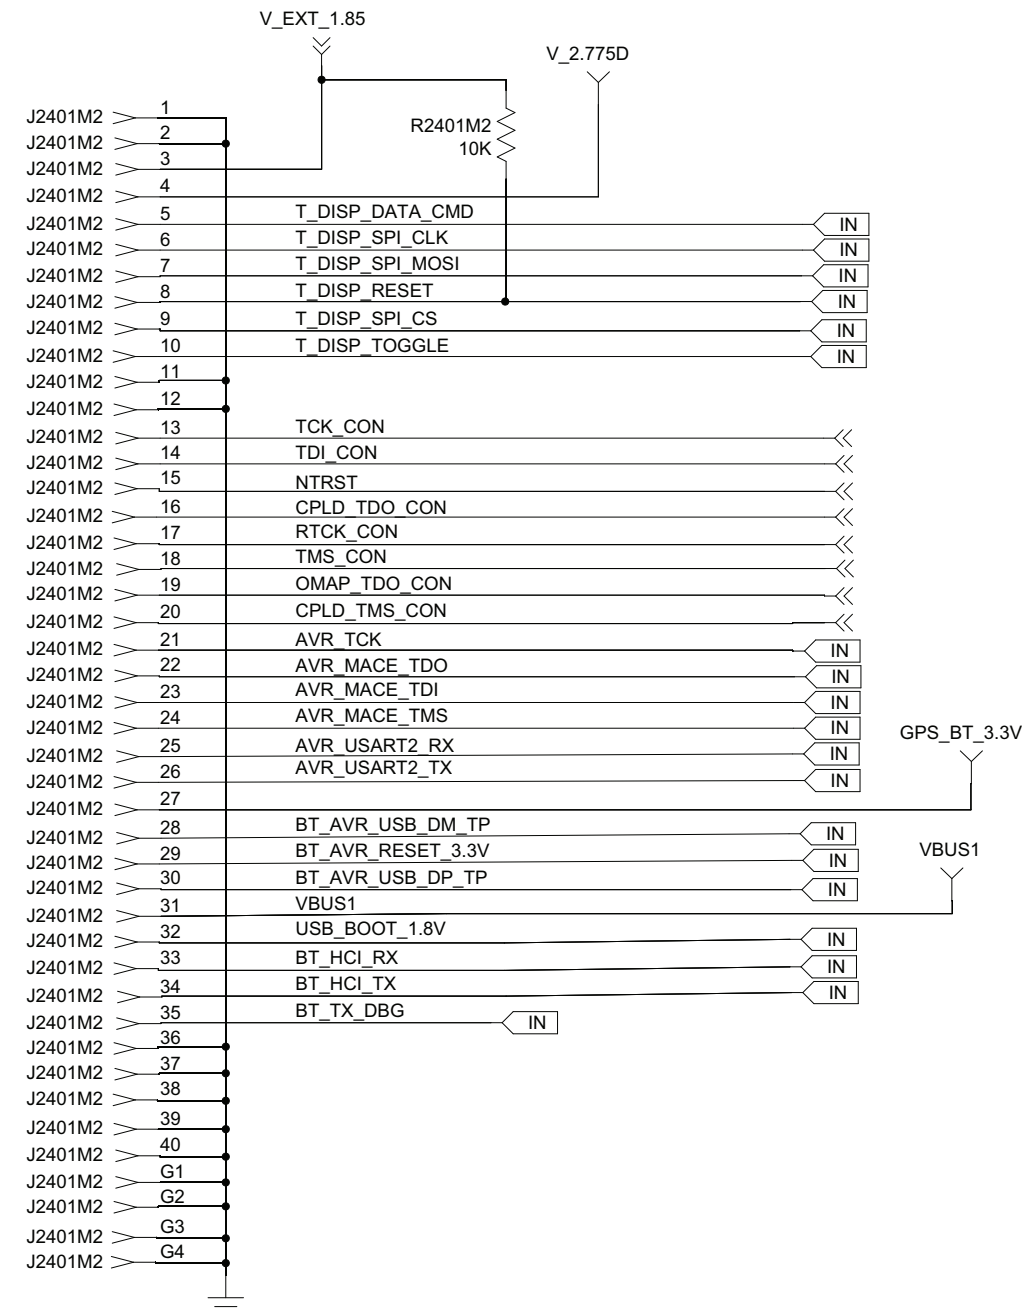 V_EXT_1.85
V_2.775D
R2401M2
10K
J2401M2 1
J2401M2 2
J2401M2 3
J2401M2 4
J2401M2 5 T_DISP_DATA_CMD IN
J2401M2 6 T_DISP_SPI_CLK IN
J2401M2 7 T_DISP_SPI_MOSI IN
J2401M2 8 T_DISP_RESET IN
J2401M2 9 T_DISP_SPI_CS IN
J2401M2 10 T_DISP_TOGGLE IN
J2401M2 11
J2401M2 12
J2401M2 13 TCK_CON
J2401M2 14 TDI_CON
J2401M2 15 NTRST
J2401M2 16 CPLD_TDO_CON
J2401M2 17 RTCK_CON
J2401M2 18 TMS_CON
J2401M2 19 OMAP_TDO_CON
J2401M2 20 CPLD_TMS_CON
J2401M2 21 AVR_TCK IN
J2401M2 22 AVR_MACE_TDO IN
J2401M2 23 AVR_MACE_TDI IN
J2401M2 24 AVR_MACE_TMS IN
GPS_BT_3.3V
J2401M2 25 AVR_USART2_RX IN
J2401M2 26 AVR_USART2_TX IN
J2401M2 27
J2401M2 28 BT_AVR_USB_DM_TP IN
J2401M2 29 BT_AVR_RESET_3.3V IN
VBUS1
J2401M2 30 BT_AVR_USB_DP_TP IN
J2401M2 31 VBUS1
J2401M2 32 USB_BOOT_1.8V IN
J2401M2 33 BT_HCI_RX IN
J2401M2 34 BT_HCI_TX IN
J2401M2 35 BT_TX_DBG IN
J2401M2 36
J2401M2 37
J2401M2 38
J2401M2 39
J2401M2 40
J2401M2 G1
J2401M2 G2
J2401M2 G3
J2401M2 G4